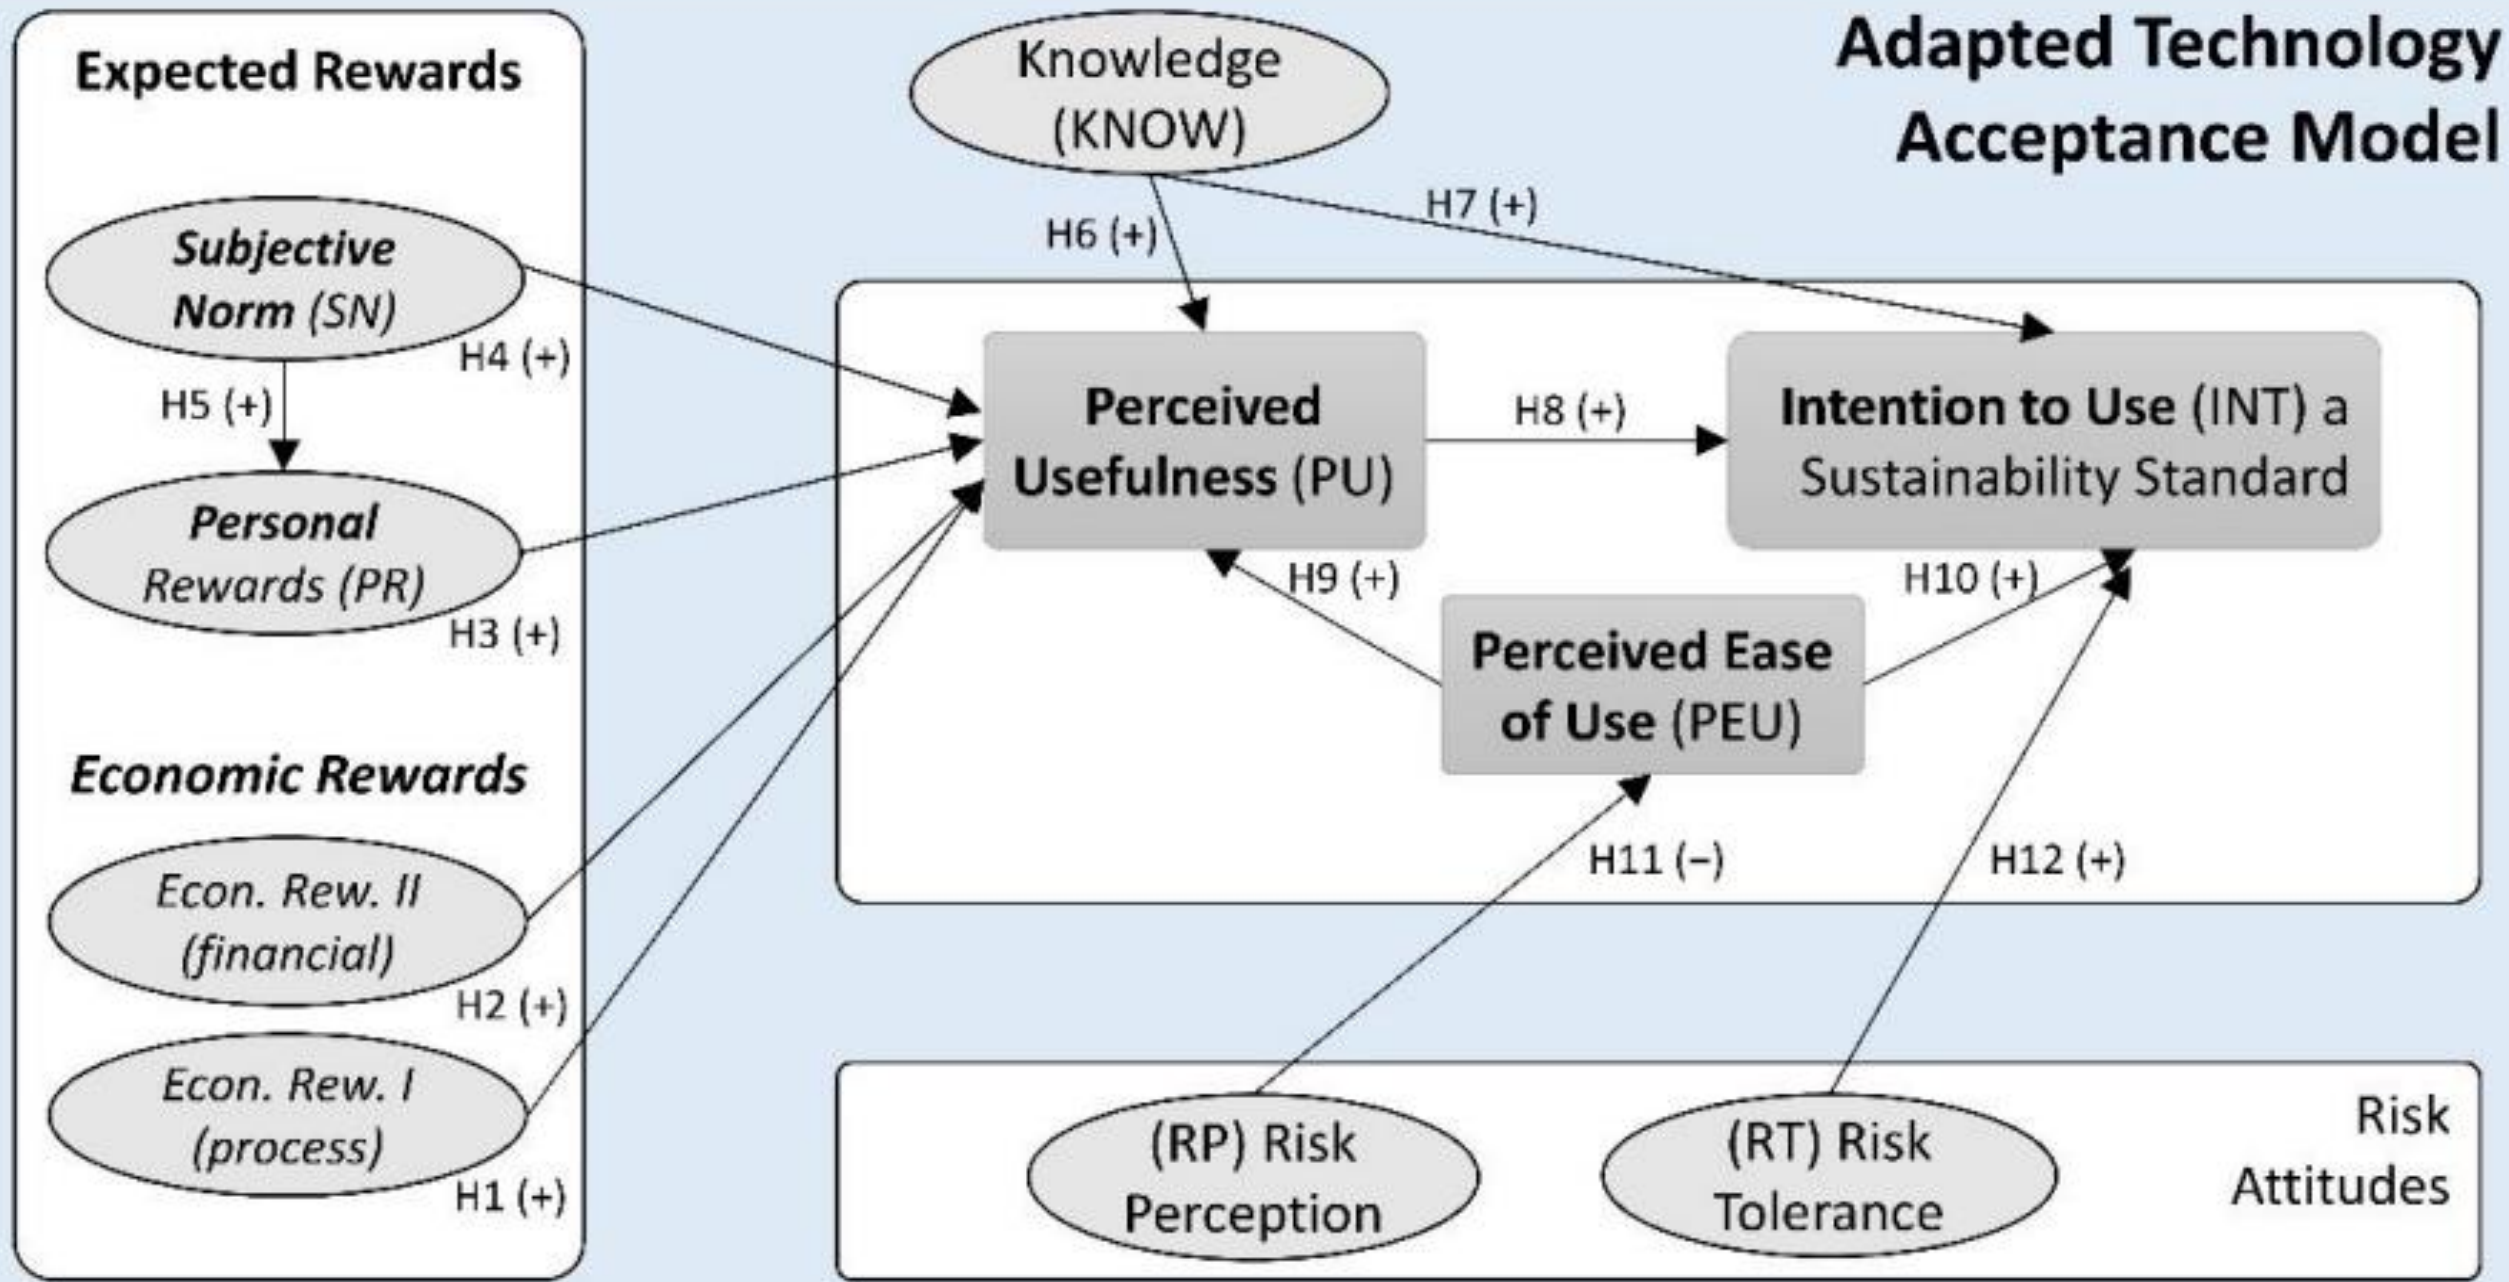 Adapted Technology
Acceptance Model
Expected Rewards
Subjective
Norm (SN)
H4 (+)
H5 (+)
Personal
Rewards (PR)
H3 (+)
Economic Rewards
Econ. Rew. II
(financial)
H2 (+)
Econ. Rew. I
(process)
H1 (+)
Knowledge
(KNOW)
H6 (+)
H7 (+)
Perceived
Usefulness (PU)
H8 (+)
Intention to Use (INT) a
Sustainability Standard
H9 (+)
H10 (+)
Perceived Ease
of Use (PEU)
H11 (−)
H12 (+)
(RP) Risk
Perception
(RT) Risk
Tolerance
Risk
Attitudes